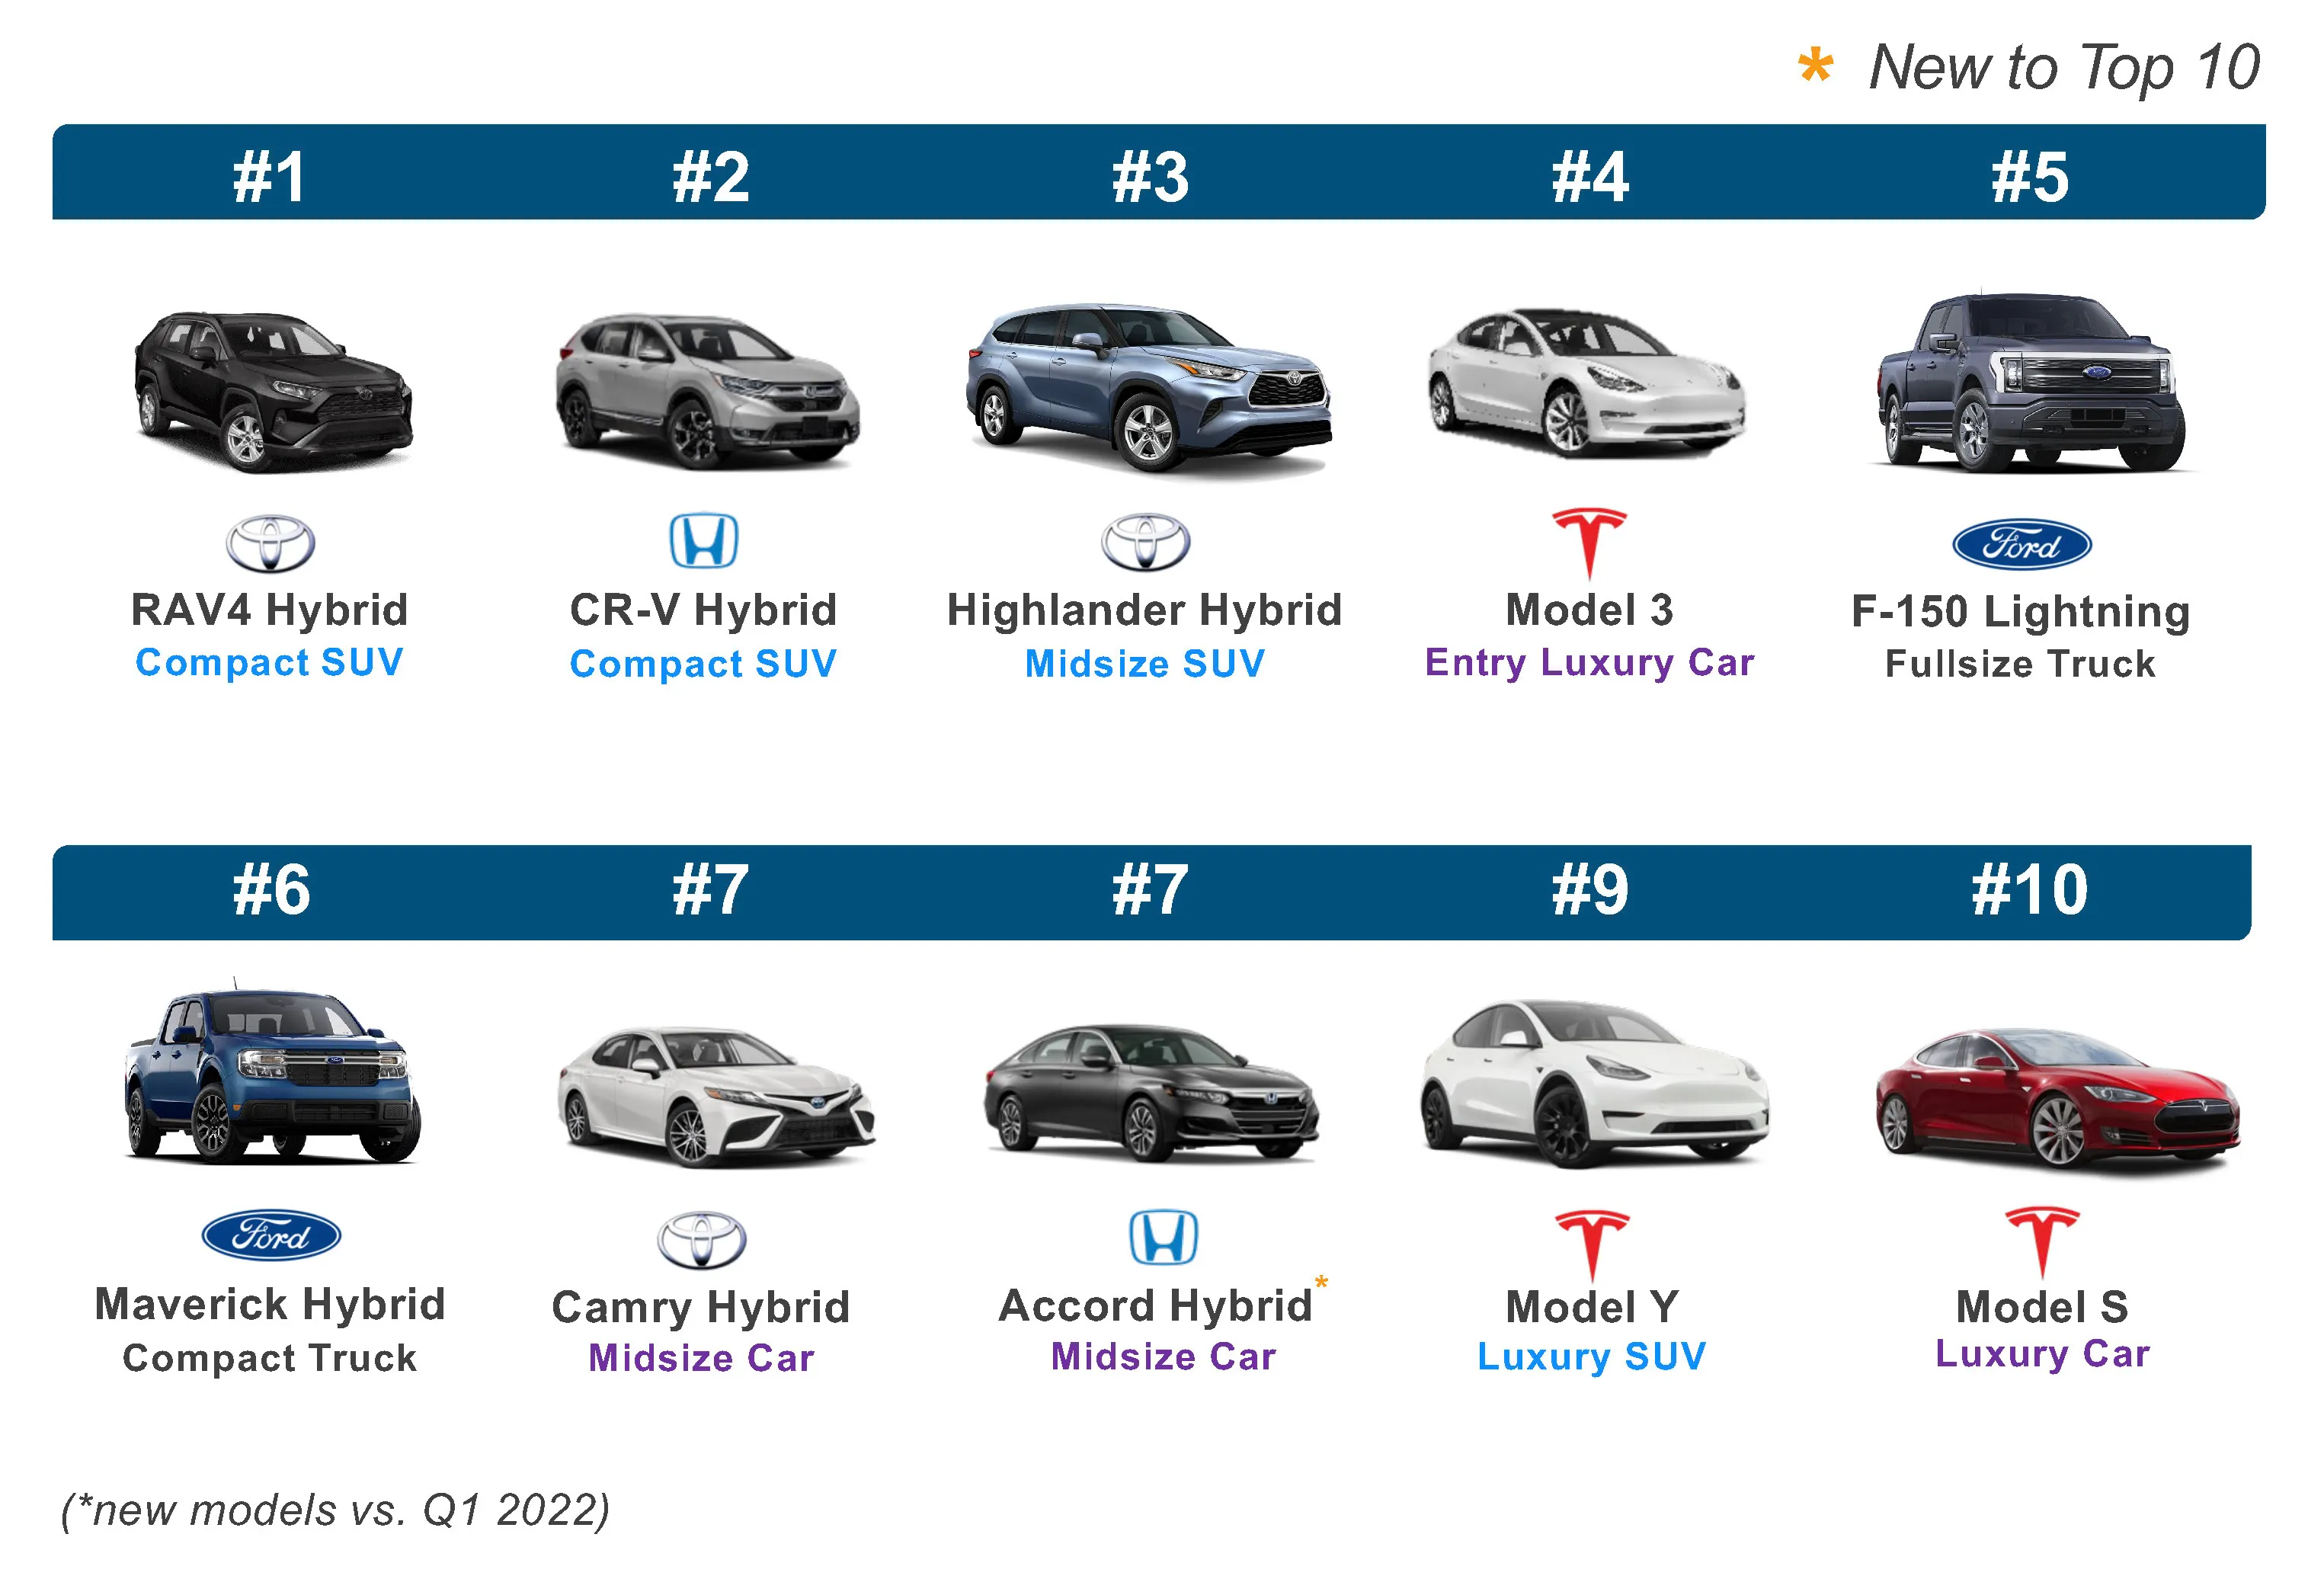 * New to Top 10
#1 #2 #3 #4 #5
Ford
RAV4 Hybrid CR-V Hybrid Highlander Hybrid Model 3 F-150 Lightning
Compact SUV Compact SUV Midsize SUV Entry Luxury Car Fullsize Truck
#6 #7 #7 #9 #10
Ford
Maverick Hybrid Camry Hybrid Accord Hybrid* Model Y Model S
Compact Truck Midsize Car Midsize Car Luxury SUV Luxury Car
(*new models vs. Q1 2022)